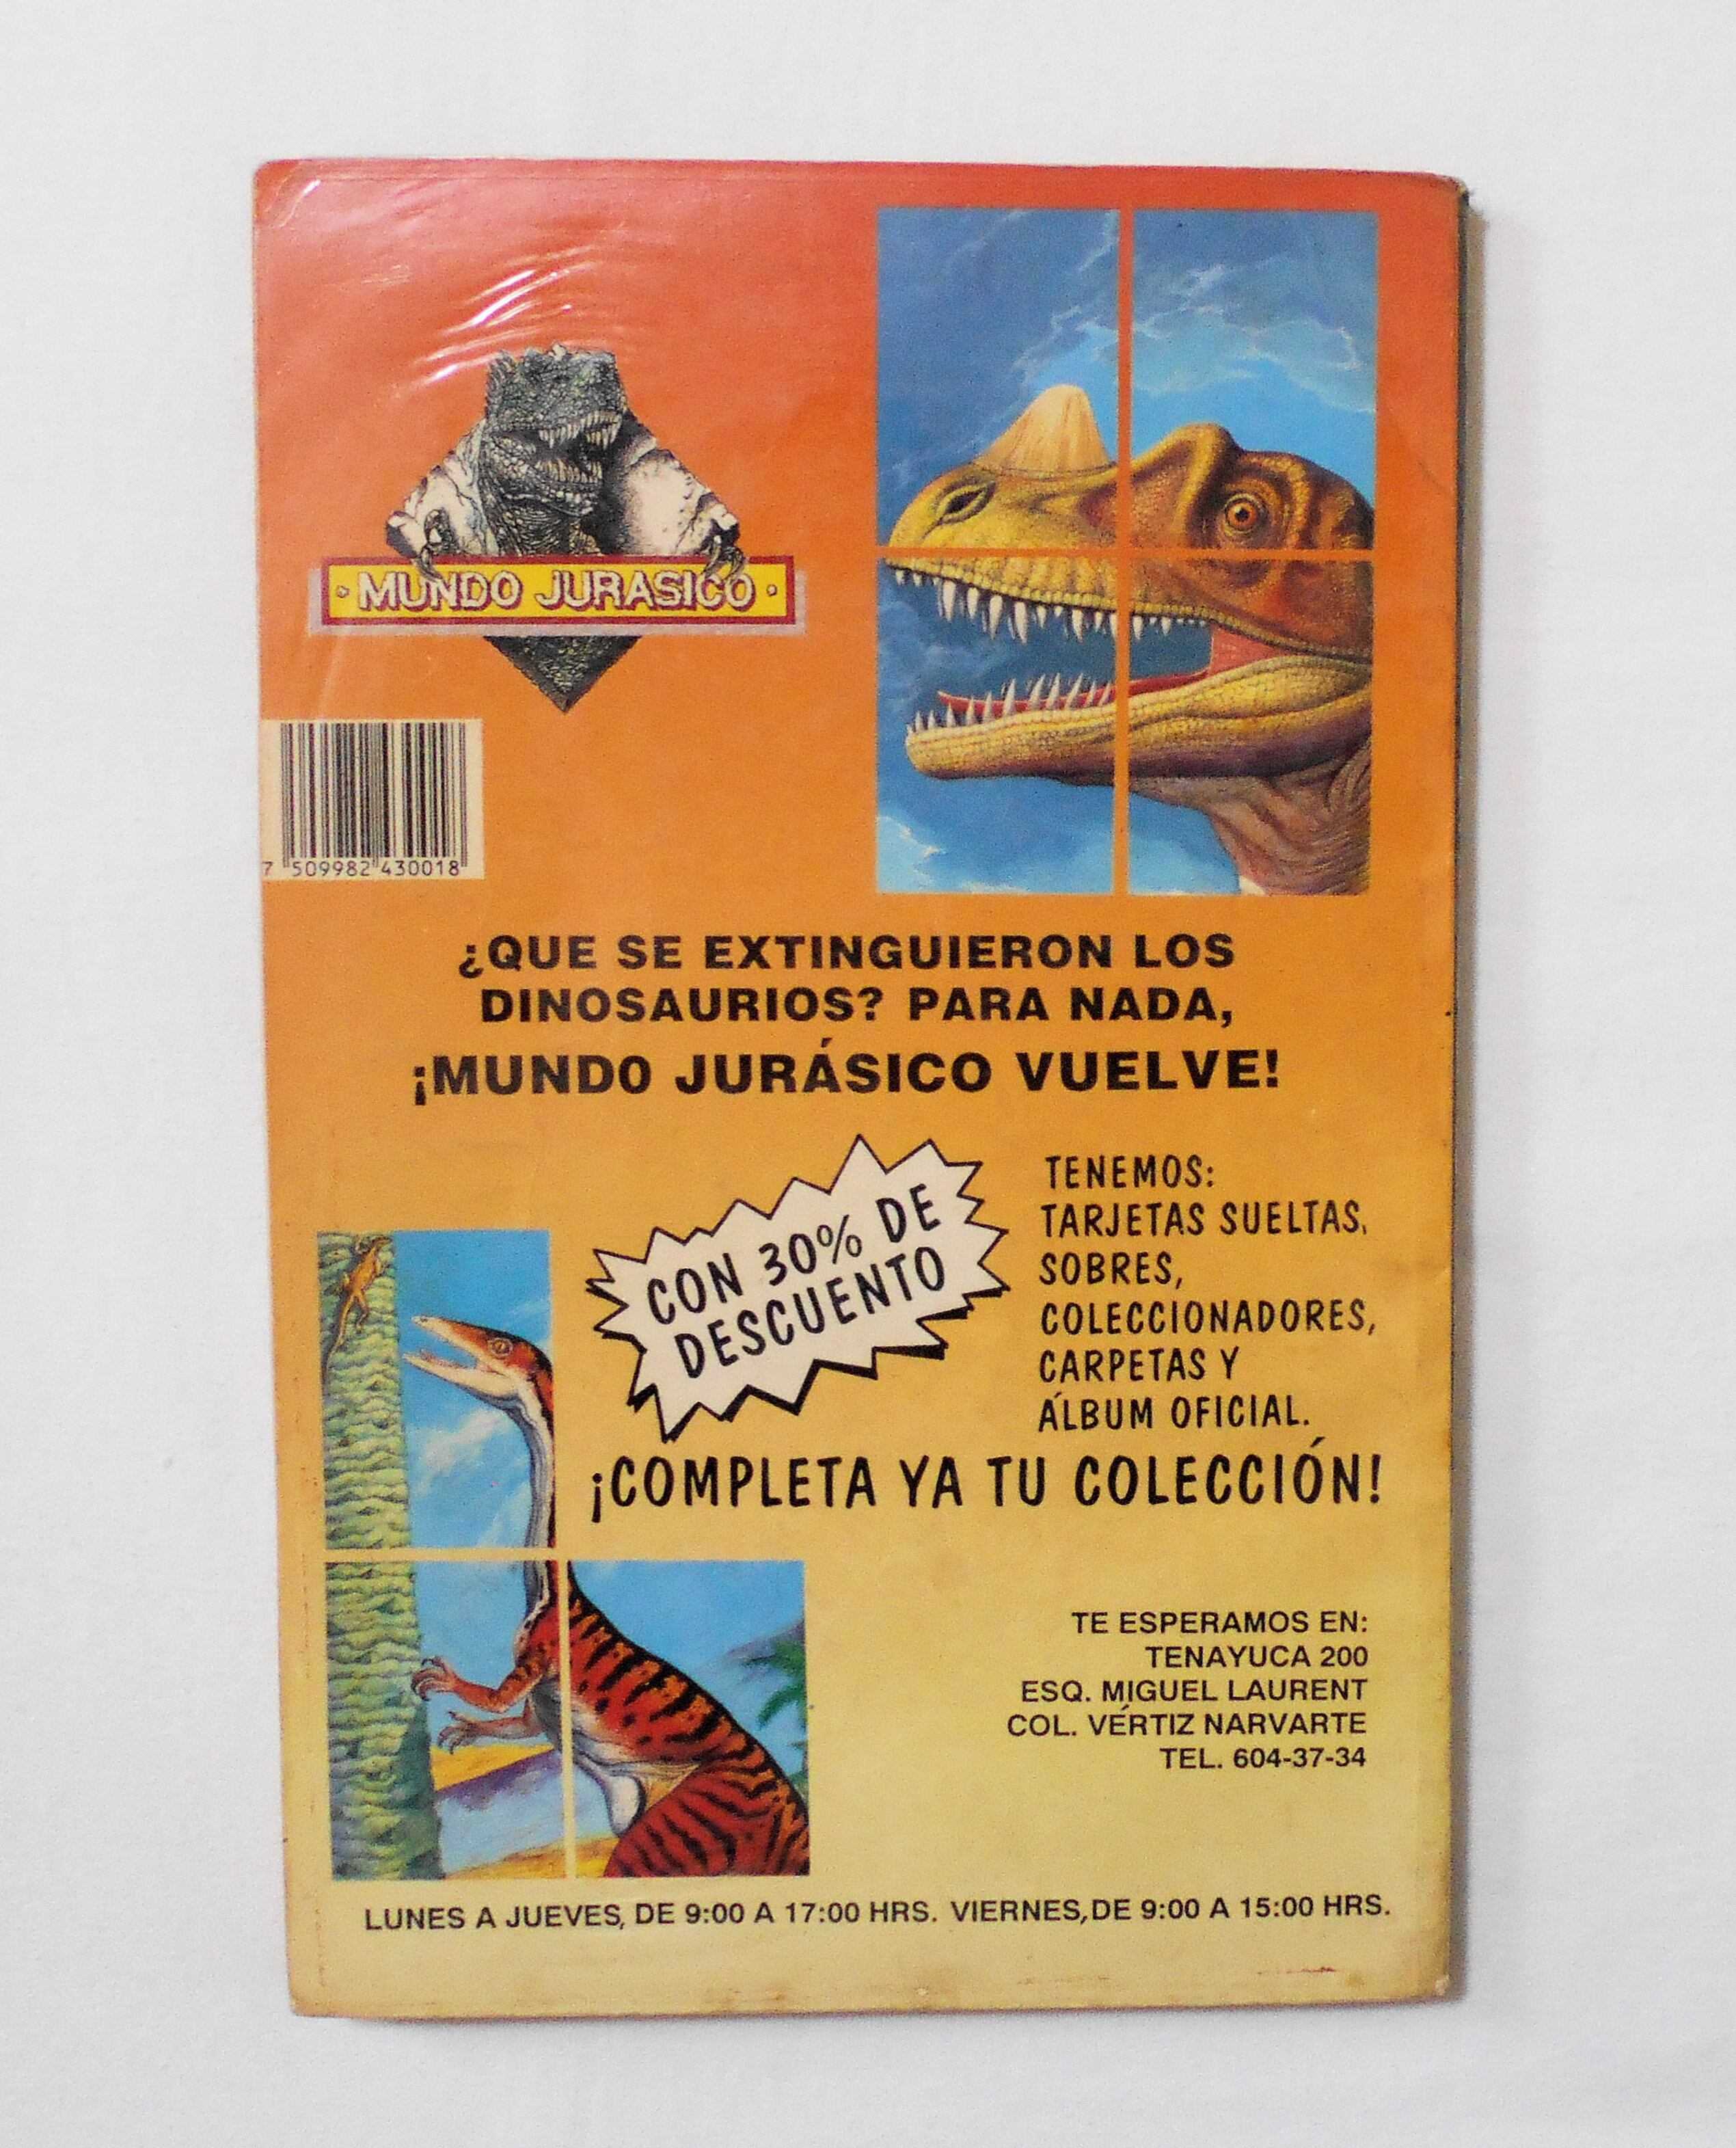 · MUNDO JURASICO ·
7 509982 430018
¿QUE SE EXTINGUIERON LOS
DINOSAURIOS? PARA NADA,
¡MUNDO JURÁSICO VUELVE!
CON 30% DE
DESCUENTO
TENEMOS:
TARJETAS SUELTAS,
SOBRES,
COLECCIONADORES,
CARPETAS Y
ÁLBUM OFICIAL.
¡COMPLETA YA TU COLECCIÓN!
TE ESPERAMOS EN:
TENAYUCA 200
ESQ. MIGUEL LAURENT
COL. VÉRTIZ NARVARTE
TEL. 604-37-34
LUNES A JUEVES, DE 9:00 A 17:00 HRS. VIERNES, DE 9:00 A 15:00 HRS.